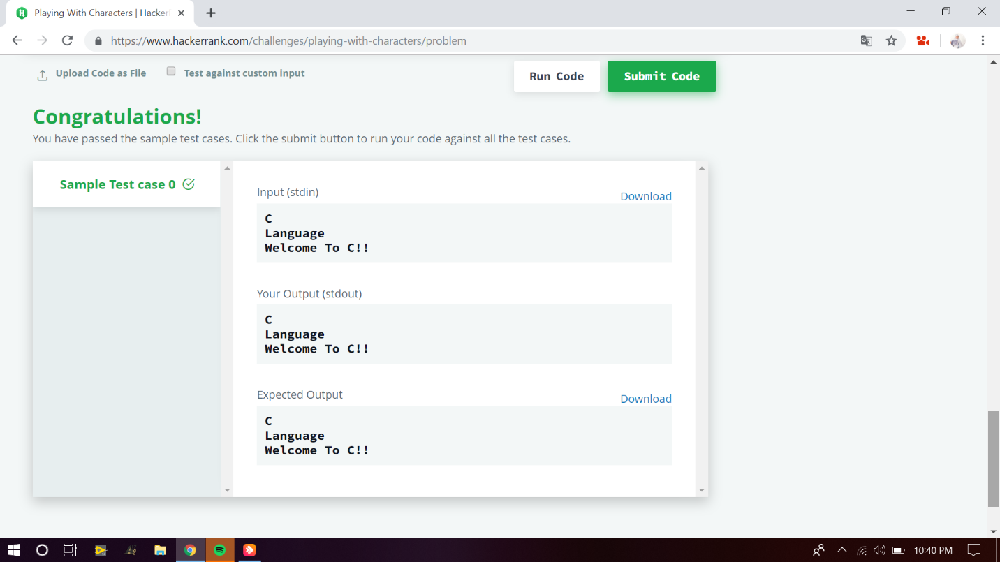 Playing With Characters | Hacker
https://www.hackerrank.com/challenges/playing-with-characters/problem
Upload Code as File
Test against custom input
Run Code
Submit Code
Congratulations!
You have passed the sample test cases. Click the submit button to run your code against all the test cases.
Sample Test case 0
Input (stdin)
Download
C
Language
Welcome To C!!
Your Output (stdout)
C
Language
Welcome To C!!
Expected Output
Download
C
Language
Welcome To C!!
10:40 PM